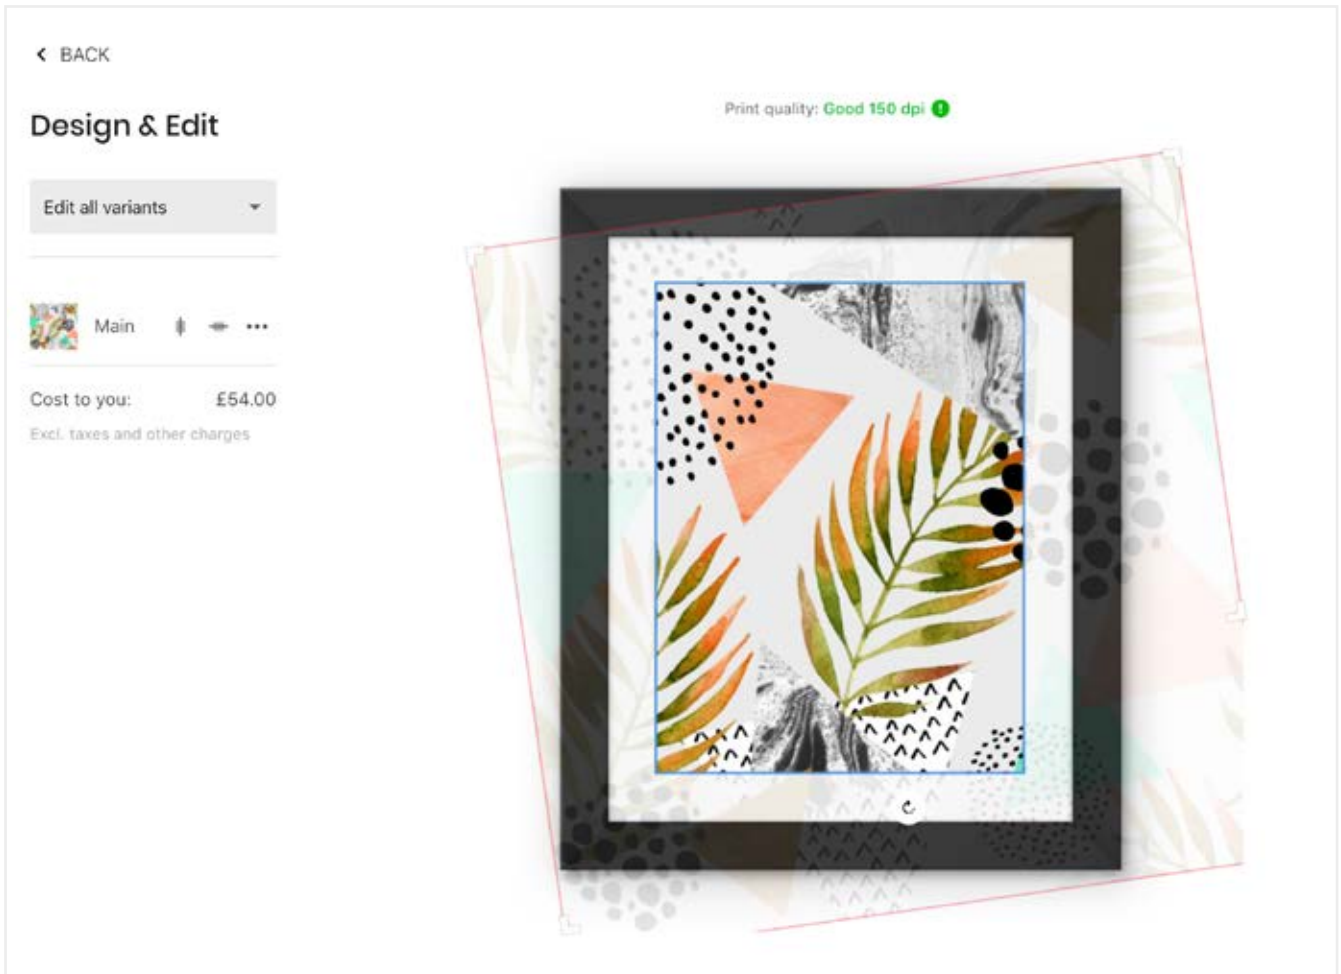 BACK
Design & Edit
Edit all variants
Main
Cost to you: £54.00
Excl. taxes and other charges
Print quality: Good 150 dpi